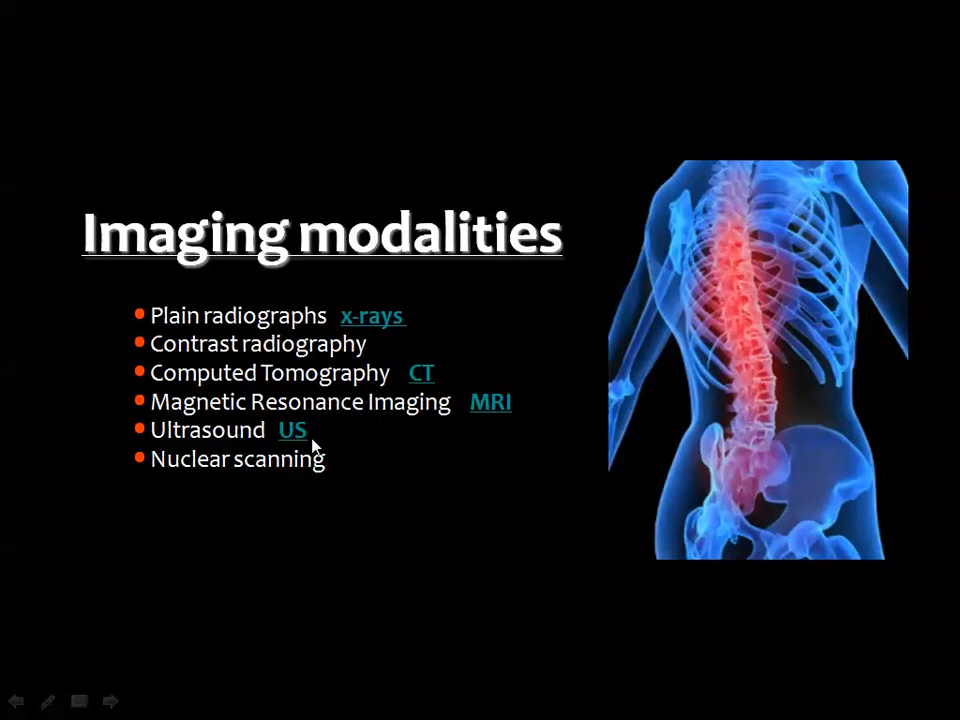 Imaging modalities
Plain radiographs x-rays
Contrast radiography
Computed Tomography CT
Magnetic Resonance Imaging MRI
Ultrasound US
Nuclear scanning